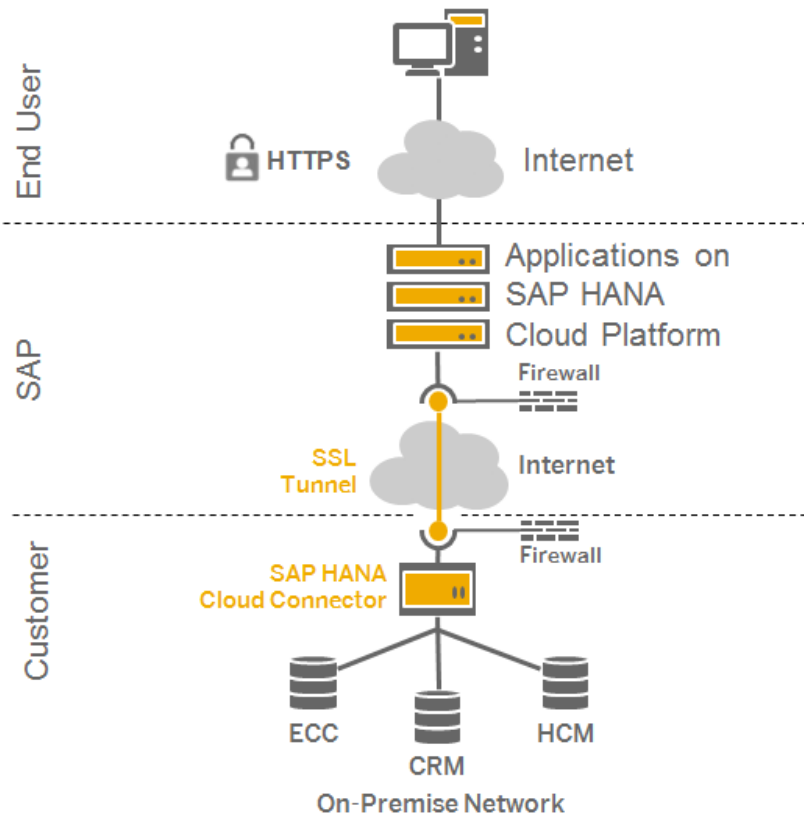 End User
HTTPS
Internet
SAP
Applications on
SAP HANA
Cloud Platform
Firewall
SSL
Tunnel
Internet
Customer
Firewall
SAP HANA
Cloud Connector
ECC
CRM
HCM
On-Premise Network